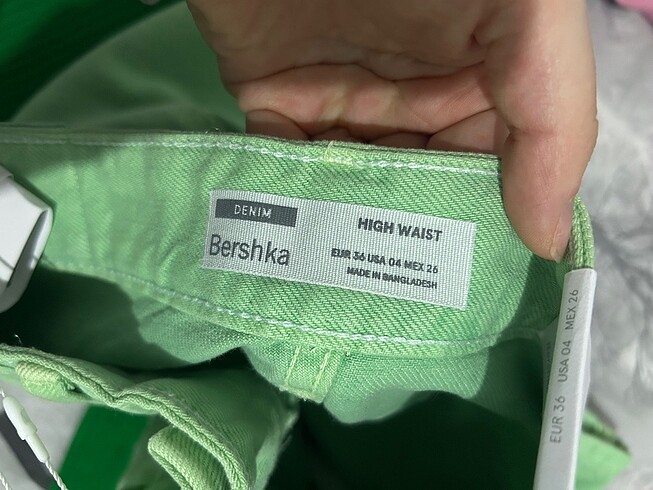 DENIM
Bershka
HIGH WAIST
EUR 36 USA 04 MEX 26
MADE IN BANGLADESH
EUR 36 USA 04 MEX 26